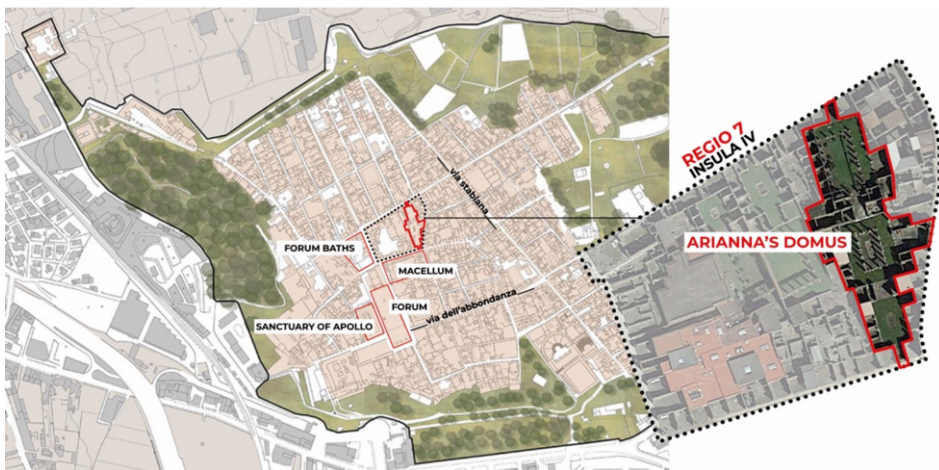 via stabiana
FORUM BATHS
MACELLUM
FORUM
SANCTUARY OF APOLLO
via dell'abbondanza
REGIO 7
INSULA IV
ARIANNA'S DOMUS